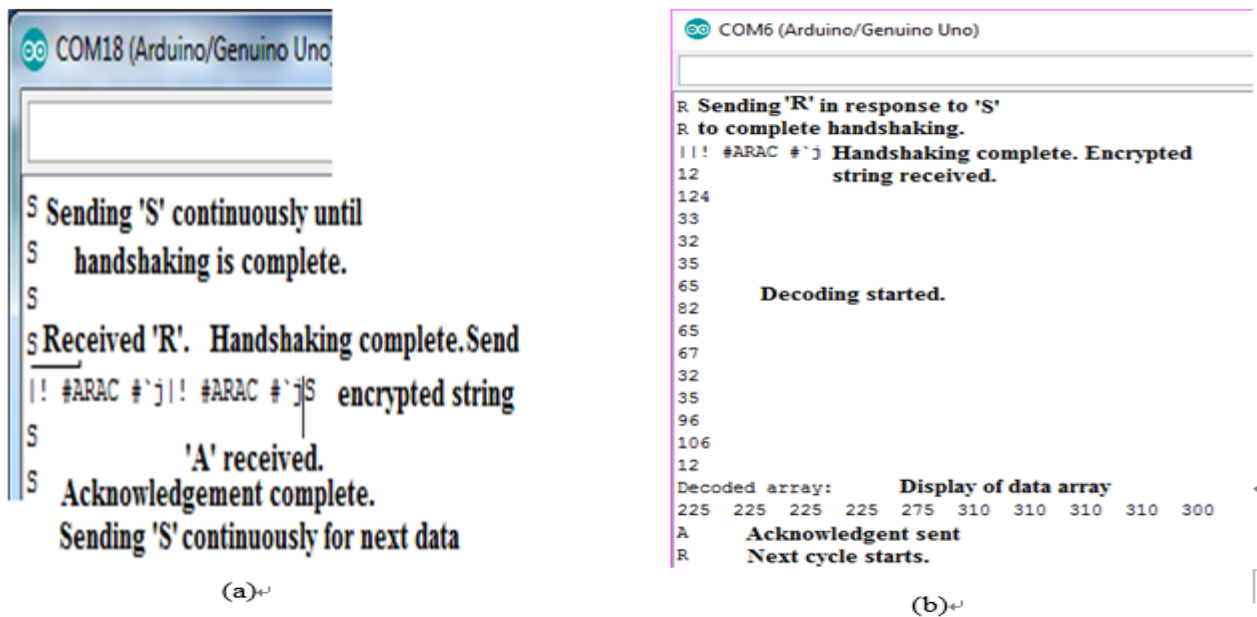 COM18 (Arduino/Genuino Uno)
S Sending 'S' continuously until
S handshaking is complete.
S
S Received 'R'. Handshaking complete.Send
|! #ARAC #`j|! #ARAC #`jS encrypted string
S
'A' received.
S Acknowledgement complete.
Sending 'S' continuously for next data
(a)
COM6 (Arduino/Genuino Uno)
R Sending 'R' in response to 'S'
R to complete handshaking.
||! #ARAC #`j Handshaking complete. Encrypted
12 string received.
124
33
32
35
65 Decoding started.
82
65
67
32
35
96
106
12
Decoded array: Display of data array
225 225 225 225 275 310 310 310 310 300
A Acknowledgent sent
R Next cycle starts.
(b)